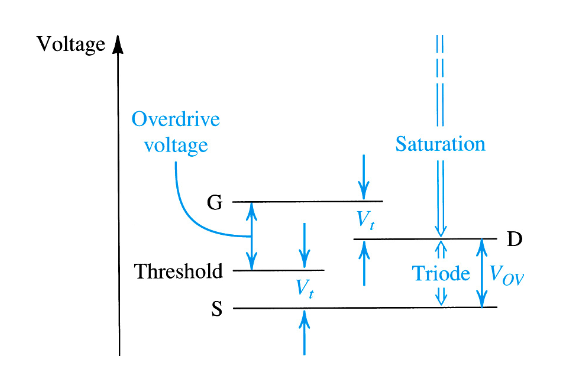 Voltage
Overdrive
voltage
Saturation
G
V_t
D
Threshold
V_t
Triode
V_OV
S